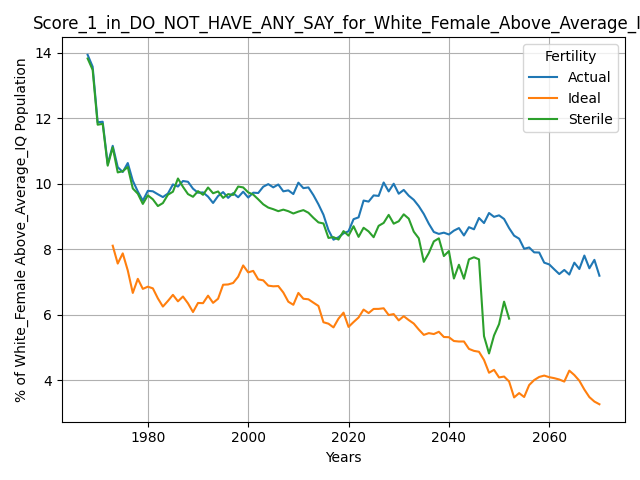 Score_1_in_DO_NOT_HAVE_ANY_SAY_for_White_Female_Above_Average_I
Fertility
Actual
Ideal
Sterile
% of White_Female Above_Average_IQ Population
14
12
10
8
6
4
1980 2000 2020 2040 2060
Years